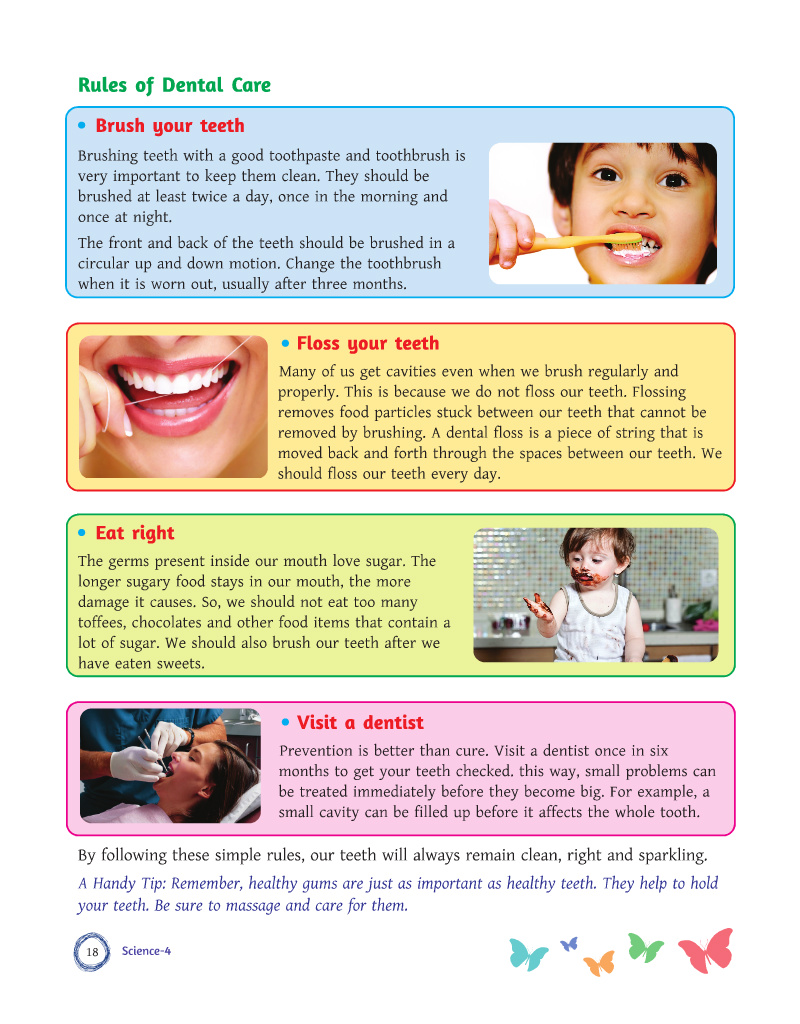 Rules of Dental Care
• Brush your teeth
Brushing teeth with a good toothpaste and toothbrush is
very important to keep them clean. They should be
brushed at least twice a day, once in the morning and
once at night.
The front and back of the teeth should be brushed in a
circular up and down motion. Change the toothbrush
when it is worn out, usually after three months.
• Floss your teeth
Many of us get cavities even when we brush regularly and
properly. This is because we do not floss our teeth. Flossing
removes food particles stuck between our teeth that cannot be
removed by brushing. A dental floss is a piece of string that is
moved back and forth through the spaces between our teeth. We
should floss our teeth every day.
• Eat right
The germs present inside our mouth love sugar. The
longer sugary food stays in our mouth, the more
damage it causes. So, we should not eat too many
toffees, chocolates and other food items that contain a
lot of sugar. We should also brush our teeth after we
have eaten sweets.
• Visit a dentist
Prevention is better than cure. Visit a dentist once in six
months to get your teeth checked. this way, small problems can
be treated immediately before they become big. For example, a
small cavity can be filled up before it affects the whole tooth.
By following these simple rules, our teeth will always remain clean, right and sparkling.
A Handy Tip: Remember, healthy gums are just as important as healthy teeth. They help to hold
your teeth. Be sure to massage and care for them.
18 Science-4